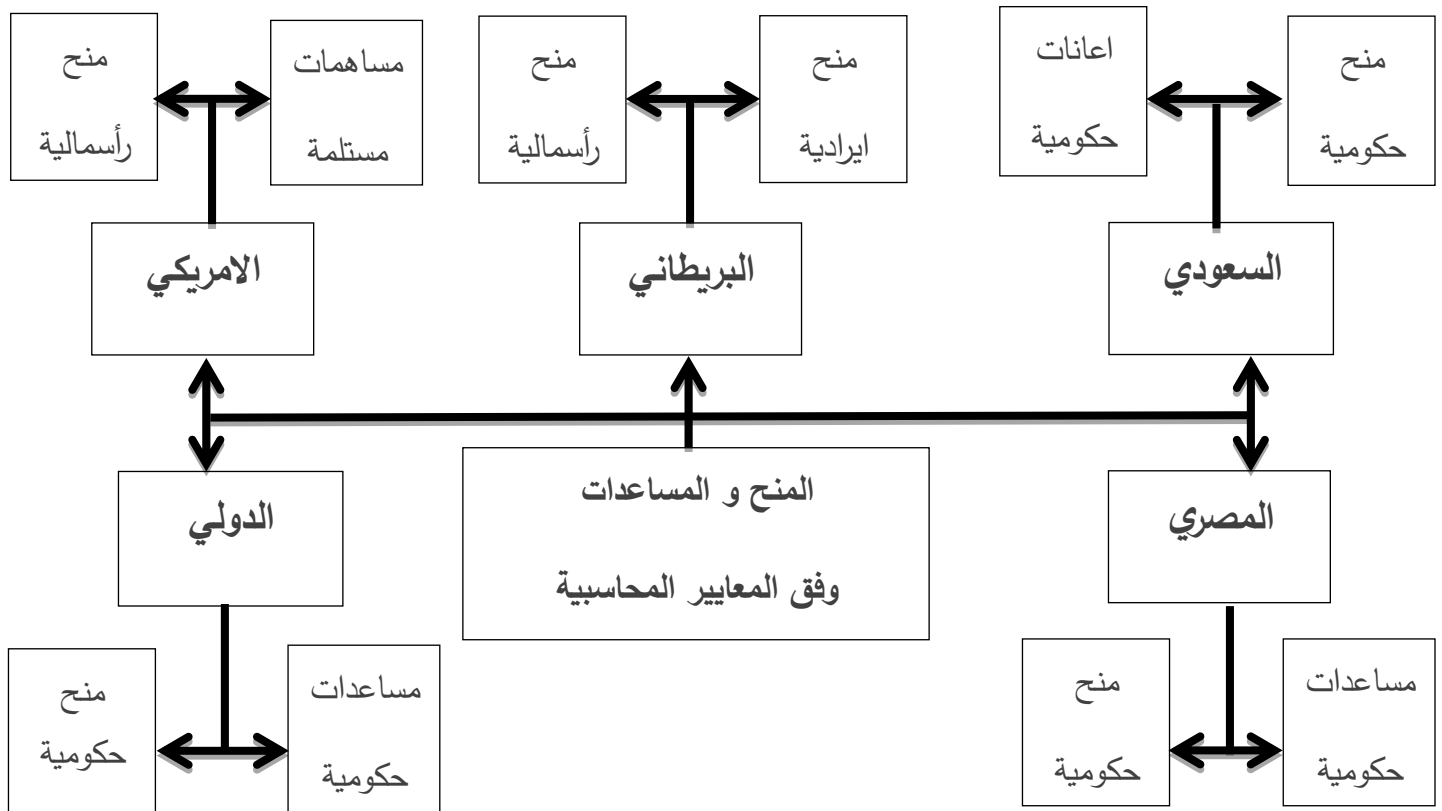 منح
حكومية
اعانات
حكومية
منح
ايرادية
منح
رأسمالية
مساهمات
مستلمة
منح
رأسمالية
السعودي
البريطاني
الامريكي
المنح و المساعدات
وفق المعايير المحاسبية
المصري
الدولي
مساعدات
حكومية
منح
حكومية
مساعدات
حكومية
منح
حكومية